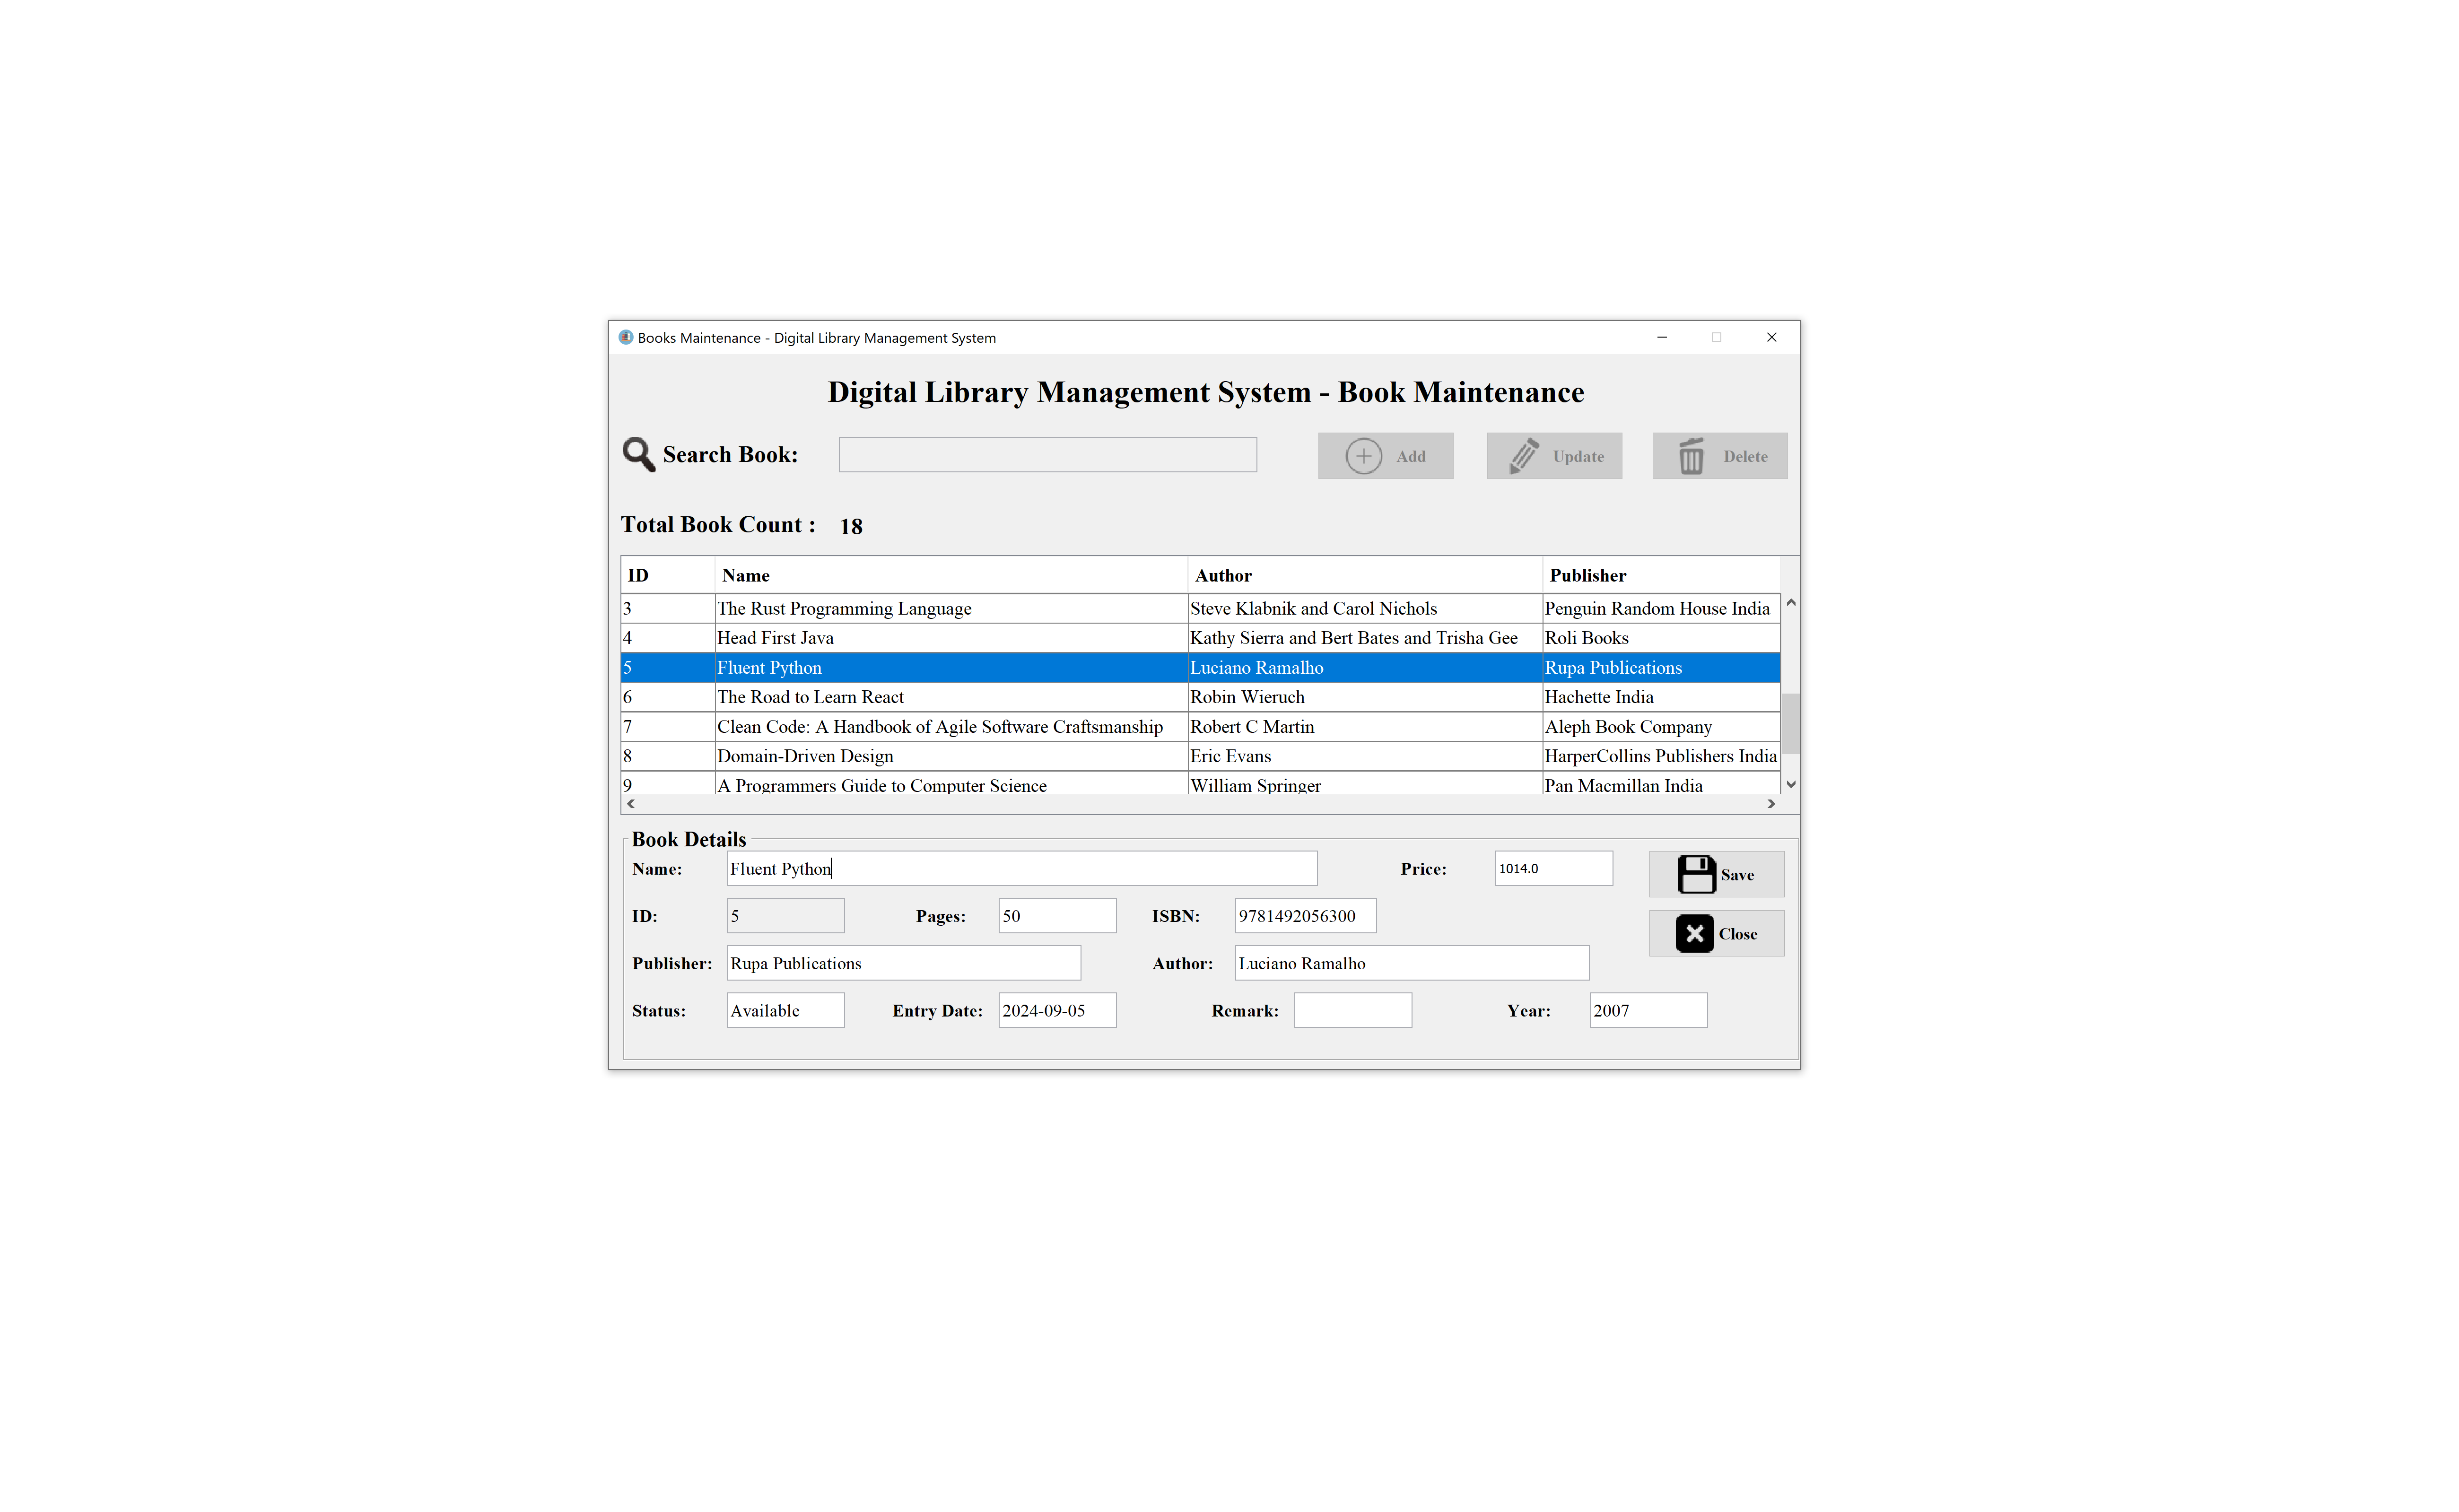 Books Maintenance - Digital Library Management System
Digital Library Management System - Book Maintenance
Search Book: Add Update Delete
Total Book Count : 18
ID Name Author Publisher
3 The Rust Programming Language Steve Klabnik and Carol Nichols Penguin Random House India
4 Head First Java Kathy Sierra and Bert Bates and Trisha Gee Roli Books
5 Fluent Python Luciano Ramalho Rupa Publications
6 The Road to Learn React Robin Wieruch Hachette India
7 Clean Code: A Handbook of Agile Software Craftsmanship Robert C Martin Aleph Book Company
8 Domain-Driven Design Eric Evans HarperCollins Publishers India
9 A Programmers Guide to Computer Science William Springer Pan Macmillan India
Book Details
Name: Fluent Python Price: 1014.0 Save
ID: 5 Pages: 50 ISBN: 9781492056300 Close
Publisher: Rupa Publications Author: Luciano Ramalho
Status: Available Entry Date: 2024-09-05 Remark: Year: 2007